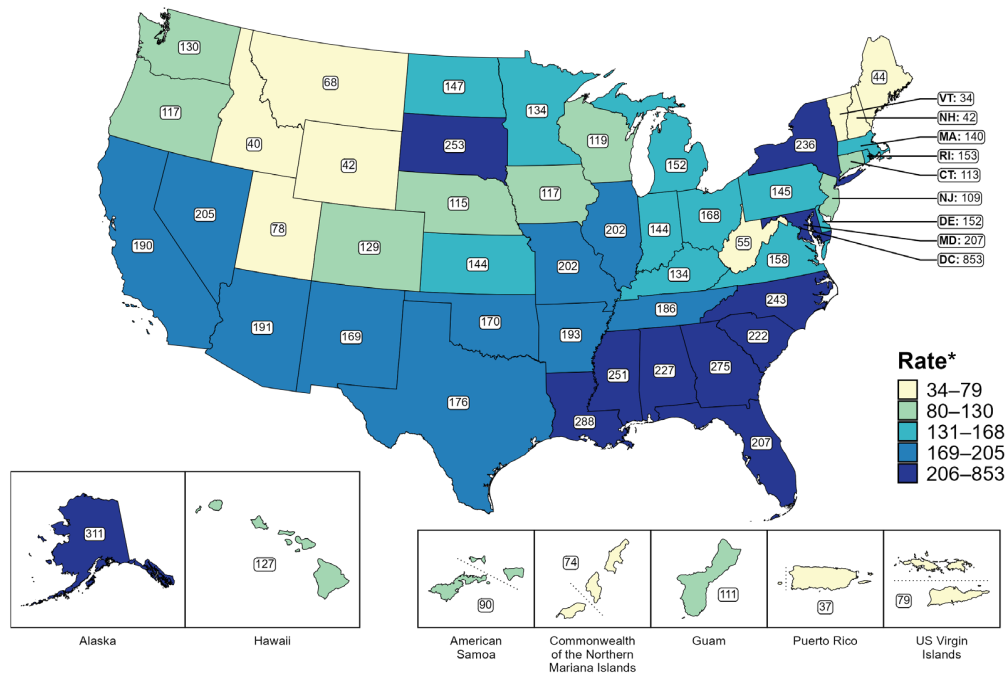 130
147
44
68
134
VT: 34
117
NH: 42
40
253
119
236
MA: 140
42
152
RI: 153
CT: 113
115
117
145
NJ: 109
205
78
168
DE: 152
190
129
202
144
55
MD: 207
144
202
158
DC: 853
134
191
169
170
193
186
243
222
176
251
227
275
Rate*
34–79
80–130
131–168
169–205
206–853
288
207
311
127
74
90
111
37
79
Alaska
Hawaii
American
Samoa
Commonwealth
of the Northern
Mariana Islands
Guam
Puerto Rico
US Virgin
Islands